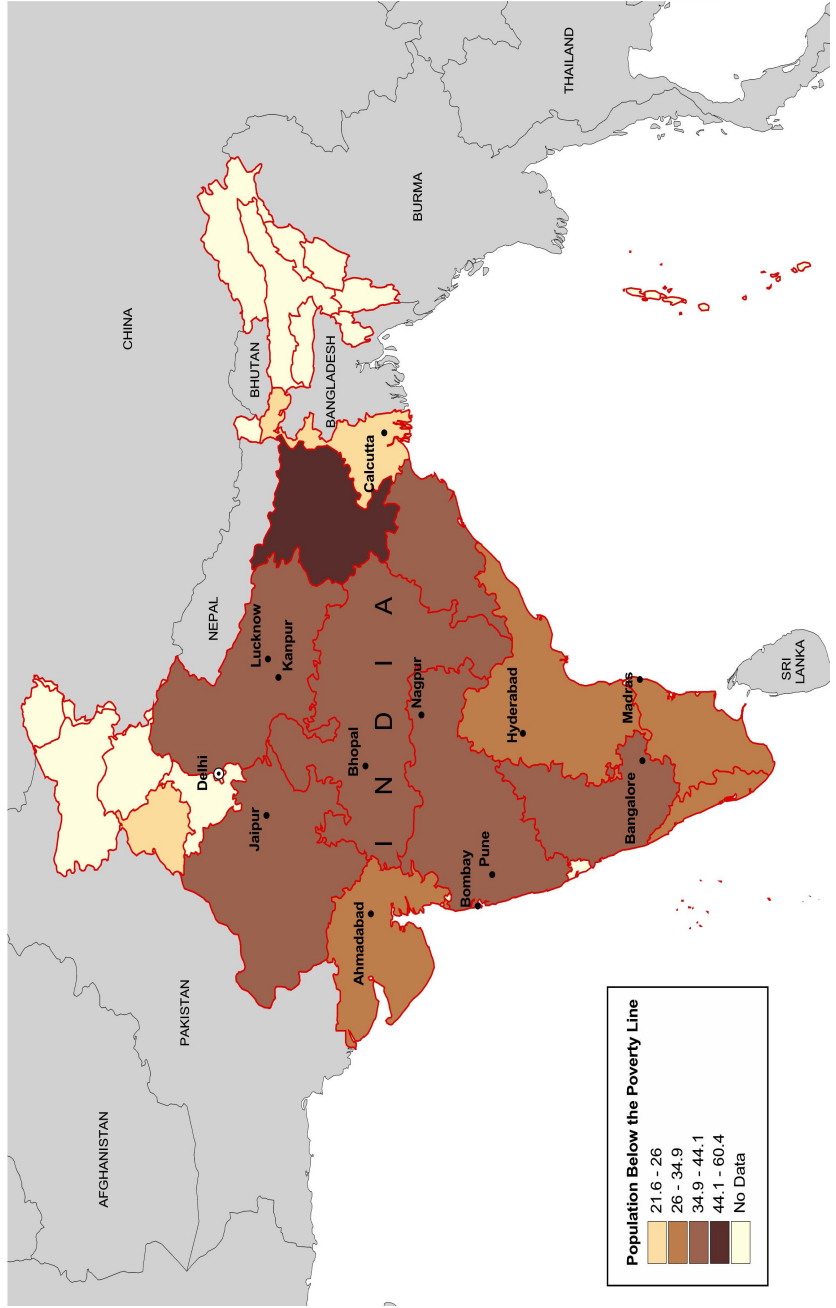 CHINA
AFGHANISTAN
PAKISTAN
NEPAL
BHUTAN
BANGLADESH
BURMA
THAILAND
SRI
LANKA
I N D I A
Delhi
Jaipur
Lucknow
Kanpur
Ahmadabad
Bhopal
Nagpur
Calcutta
Bombay
Pune
Hyderabad
Bangalore
Madras
Population Below the Poverty Line
21.6 - 26
26 - 34.9
34.9 - 44.1
44.1 - 60.4
No Data